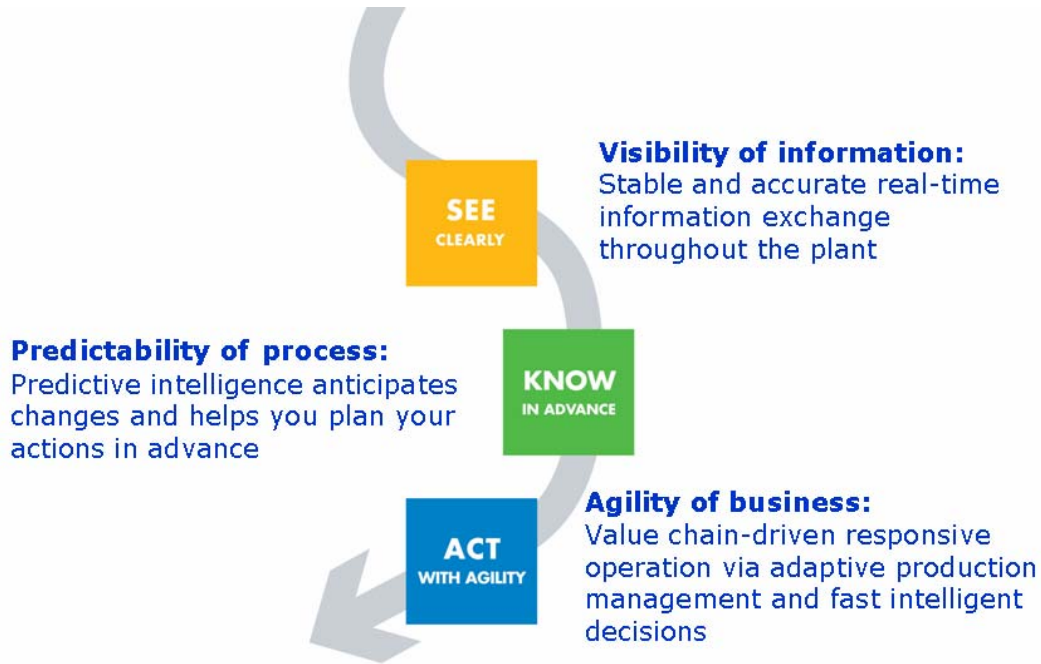 SEE
CLEARLY
Visibility of information:
Stable and accurate real-time
information exchange
throughout the plant
Predictability of process:
Predictive intelligence anticipates
changes and helps you plan your
actions in advance
KNOW
IN ADVANCE
ACT
WITH AGILITY
Agility of business:
Value chain-driven responsive
operation via adaptive production
management and fast intelligent
decisions